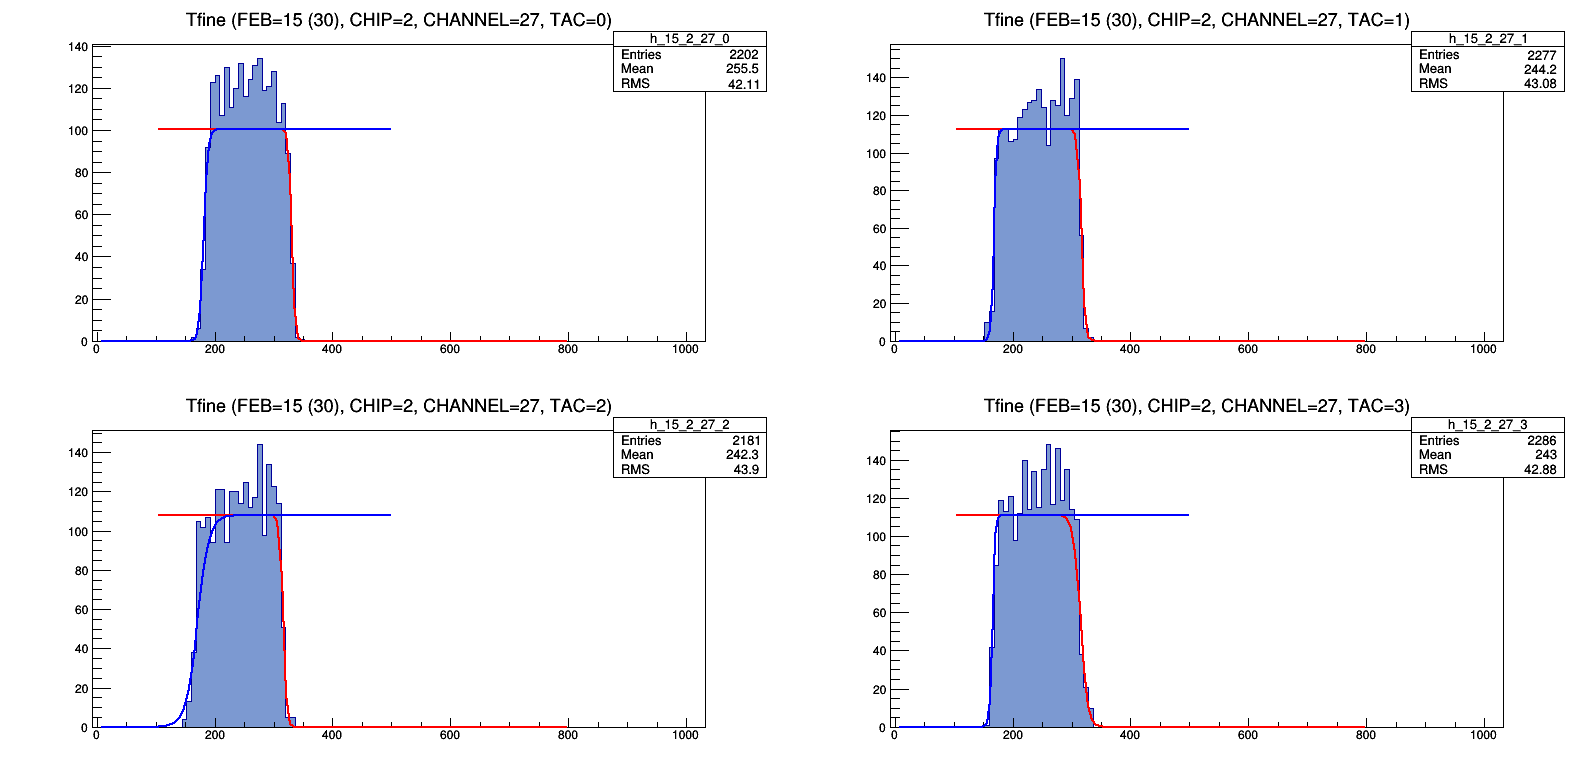 Tfine (FEB=15 (30), CHIP=2, CHANNEL=27, TAC=0)
h_15_2_27_0
Entries 2202
Mean 255.5
RMS 42.11
140
120
100
80
60
40
20
0
0 200 400 600 800 1000
Tfine (FEB=15 (30), CHIP=2, CHANNEL=27, TAC=1)
h_15_2_27_1
Entries 2277
Mean 244.2
RMS 43.08
140
120
100
80
60
40
20
0
0 200 400 600 800 1000
Tfine (FEB=15 (30), CHIP=2, CHANNEL=27, TAC=2)
h_15_2_27_2
Entries 2181
Mean 242.3
RMS 43.9
140
120
100
80
60
40
20
0
0 200 400 600 800 1000
Tfine (FEB=15 (30), CHIP=2, CHANNEL=27, TAC=3)
h_15_2_27_3
Entries 2286
Mean 243
RMS 42.88
140
120
100
80
60
40
20
0
0 200 400 600 800 1000